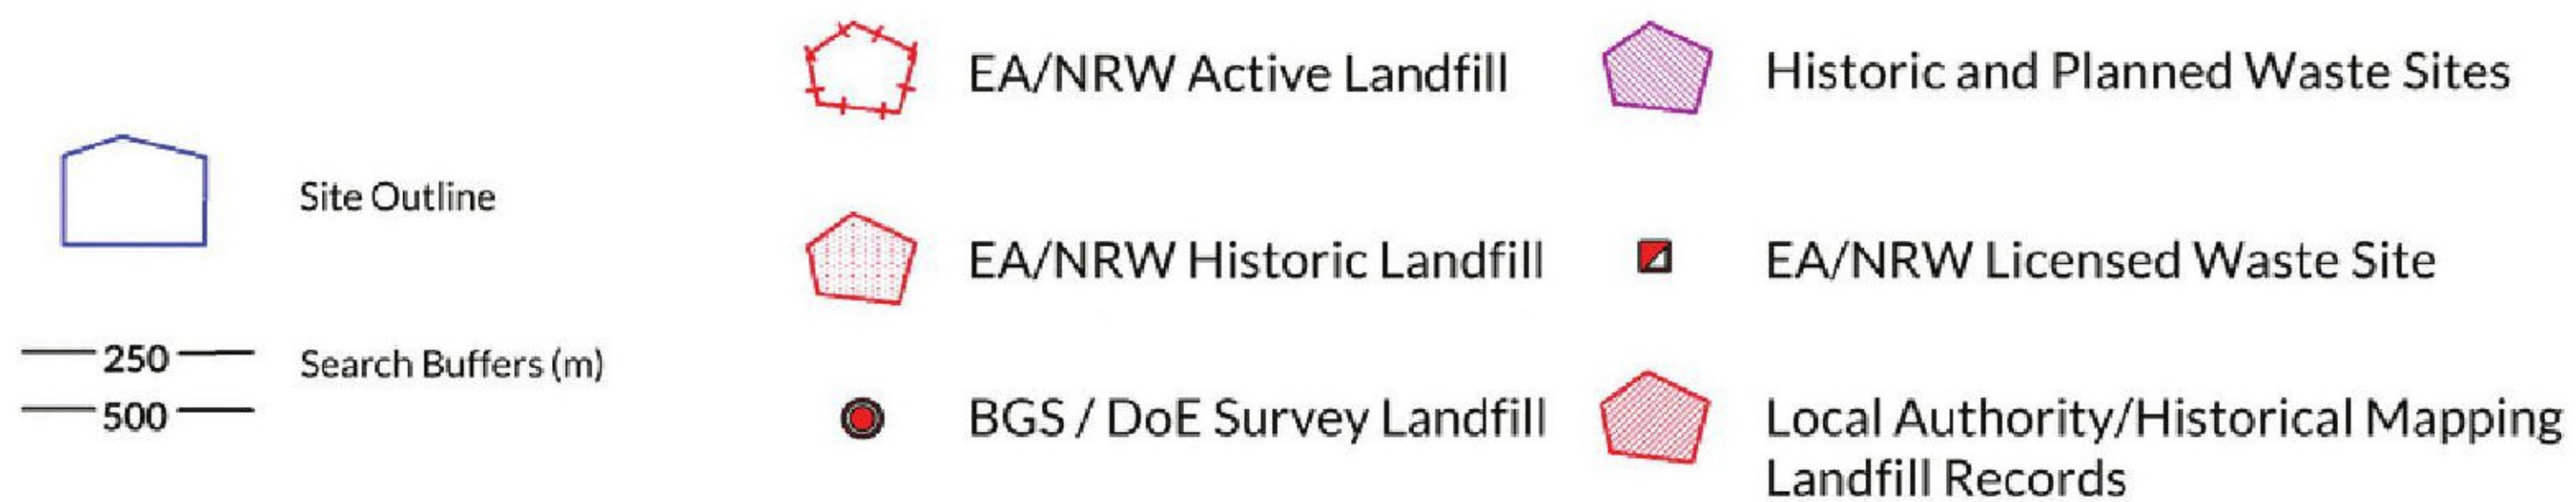 Site Outline
250
500
Search Buffers (m)
EA/NRW Active Landfill
EA/NRW Historic Landfill
BGS / DoE Survey Landfill
Historic and Planned Waste Sites
EA/NRW Licensed Waste Site
Local Authority/Historical Mapping
Landfill Records